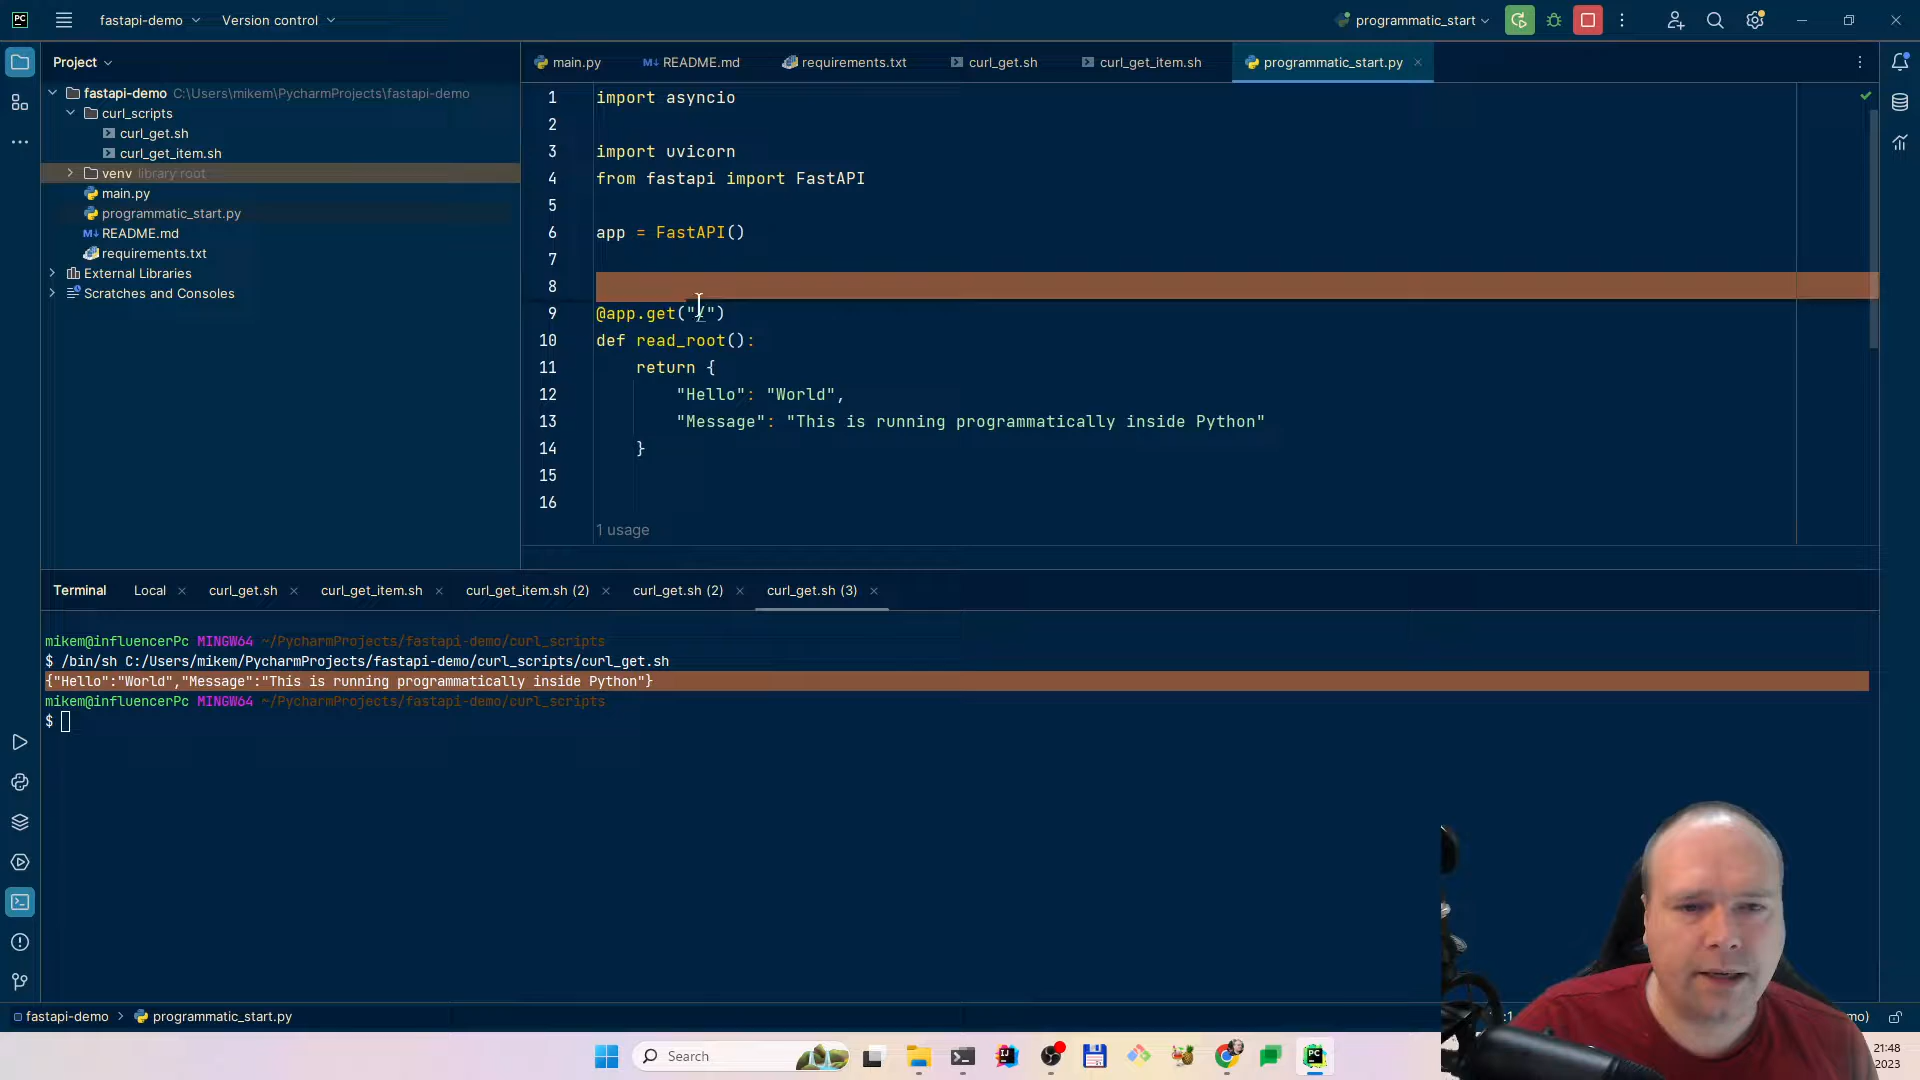 PC fastapi-demo Version control programmatic_start
Project
main.py README.md requirements.txt curl_get.sh curl_get_item.sh programmatic_start.py
fastapi-demo C:\Users\mikem\PycharmProjects\fastapi-demo
curl_scripts
curl_get.sh
curl_get_item.sh
venv library root
main.py
programmatic_start.py
README.md
requirements.txt
External Libraries
Scratches and Consoles
1 import asyncio
2
3 import uvicorn
4 from fastapi import FastAPI
5
6 app = FastAPI()
7
8
9 @app.get("/")
10 def read_root():
11 return {
12 "Hello": "World",
13 "Message": "This is running programmatically inside Python"
14 }
15
16
1 usage
Terminal Local curl_get.sh curl_get_item.sh curl_get_item.sh (2) curl_get.sh (2) curl_get.sh (3)
mikem@influencerPc MINGW64 ~/PycharmProjects/fastapi-demo/curl_scripts
$ /bin/sh C:/Users/mikem/PycharmProjects/fastapi-demo/curl_scripts/curl_get.sh
{"Hello":"World","Message":"This is running programmatically inside Python"}
mikem@influencerPc MINGW64 ~/PycharmProjects/fastapi-demo/curl_scripts
$
fastapi-demo programmatic_start.py
Search
21:48
2023